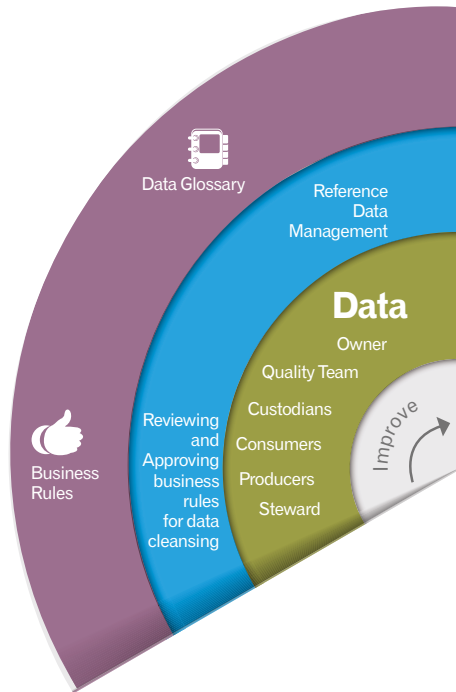 Data Glossary
Reference
Data
Management
Data
Owner
Quality Team
Custodians
Consumers
Producers
Steward
Improve
Reviewing
and
Approving
business
rules
for data
cleansing
Business
Rules